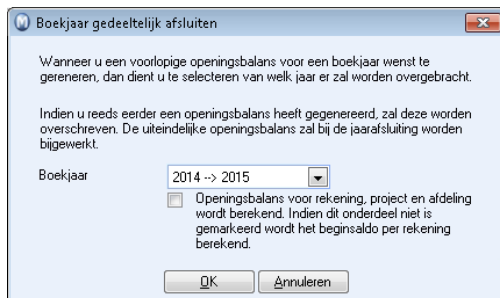 Boekjaar gedeeltelijk afsluiten
Wanneer u een voorlopige openingsbalans voor een boekjaar wenst te
gereneren, dan dient u te selecteren van welk jaar er zal worden overgebracht.
Indien u reeds eerder een openingsbalans heeft gegenereerd, zal deze worden
overschreven. De uiteindelijke openingsbalans zal bij de jaarafsluiting worden
bijgewerkt.
Boekjaar
2014 --> 2015
Openingsbalans voor rekening, project en afdeling
wordt berekend. Indien dit onderdeel niet is
gemarkeerd wordt het beginsaldo per rekening
berekend.
OK
Annuleren